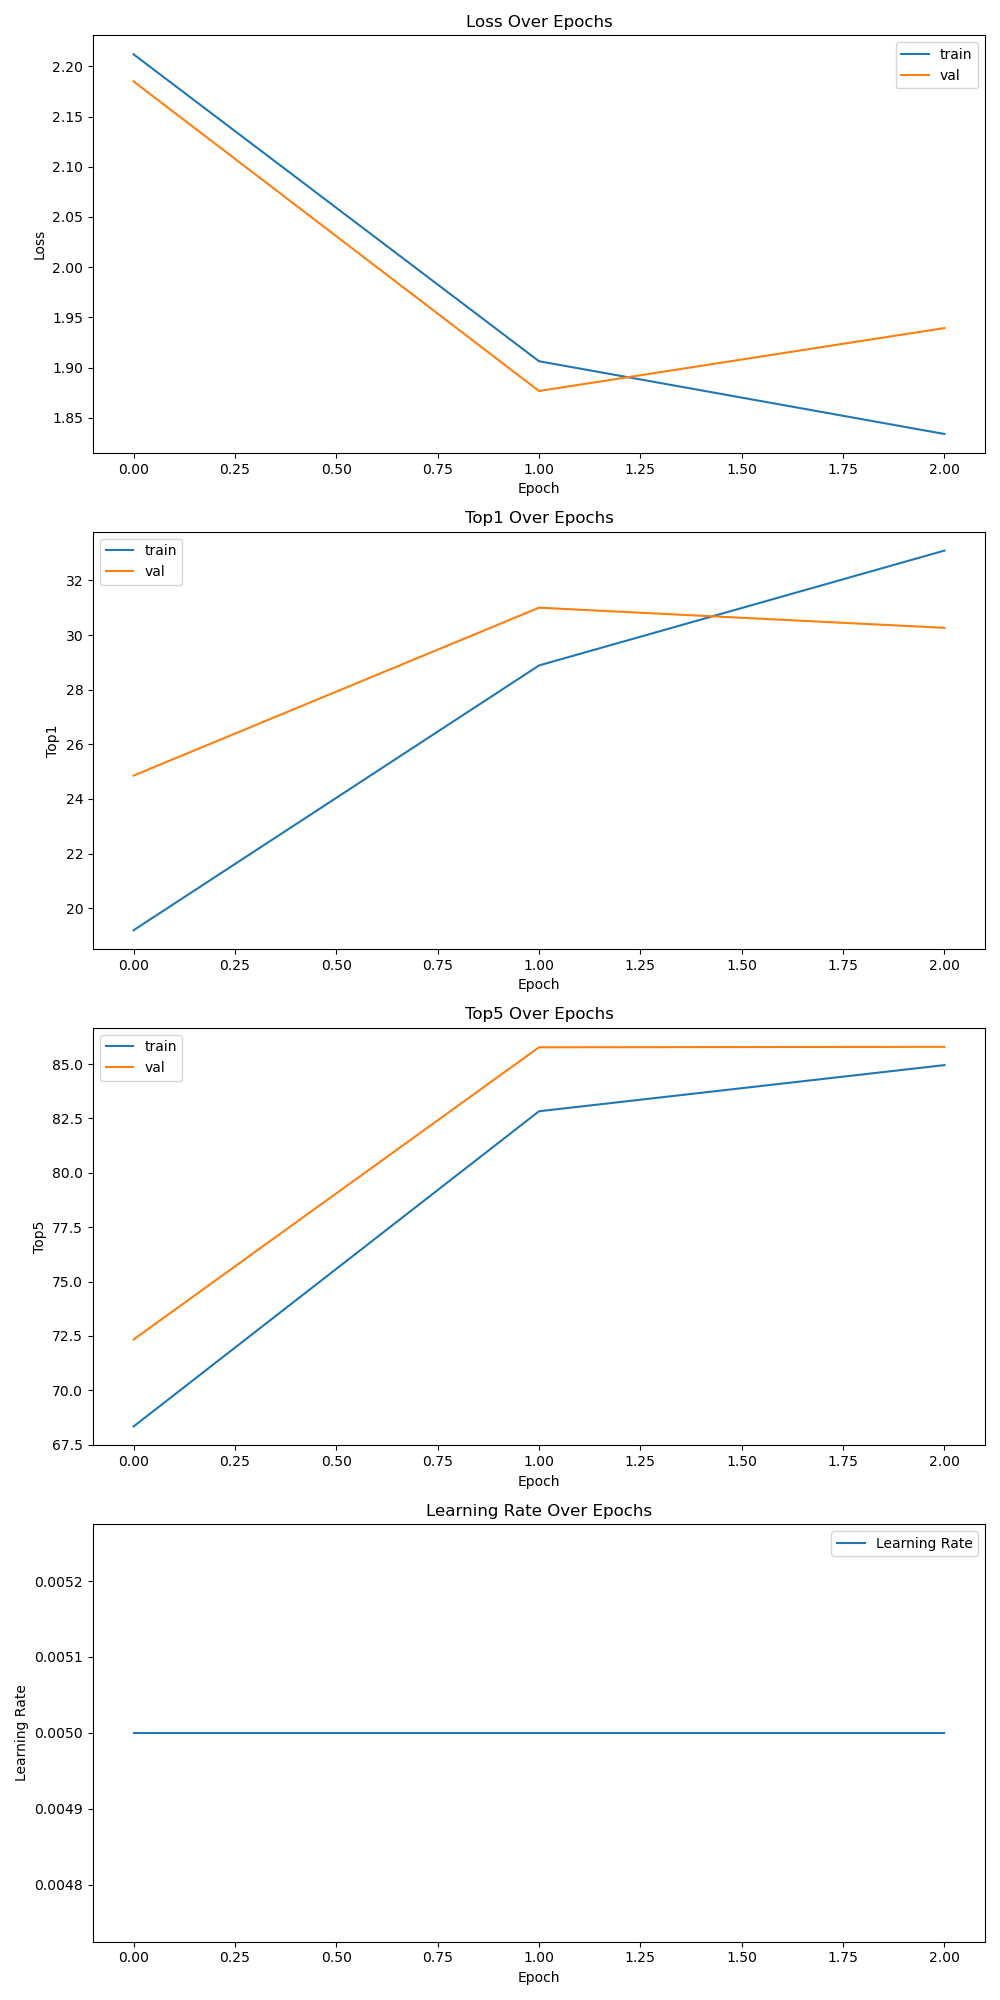 Loss Over Epochs
train
val
2.20
2.15
2.10
2.05
2.00
1.95
1.90
1.85
Loss
0.00 0.25 0.50 0.75 1.00 1.25 1.50 1.75 2.00
Epoch
Top1 Over Epochs
train
val
32
30
28
26
24
22
20
Top1
0.00 0.25 0.50 0.75 1.00 1.25 1.50 1.75 2.00
Epoch
Top5 Over Epochs
train
val
85.0
82.5
80.0
77.5
75.0
72.5
70.0
67.5
Top5
0.00 0.25 0.50 0.75 1.00 1.25 1.50 1.75 2.00
Epoch
Learning Rate Over Epochs
Learning Rate
0.0052
0.0051
0.0050
0.0049
0.0048
Learning Rate
0.00 0.25 0.50 0.75 1.00 1.25 1.50 1.75 2.00
Epoch